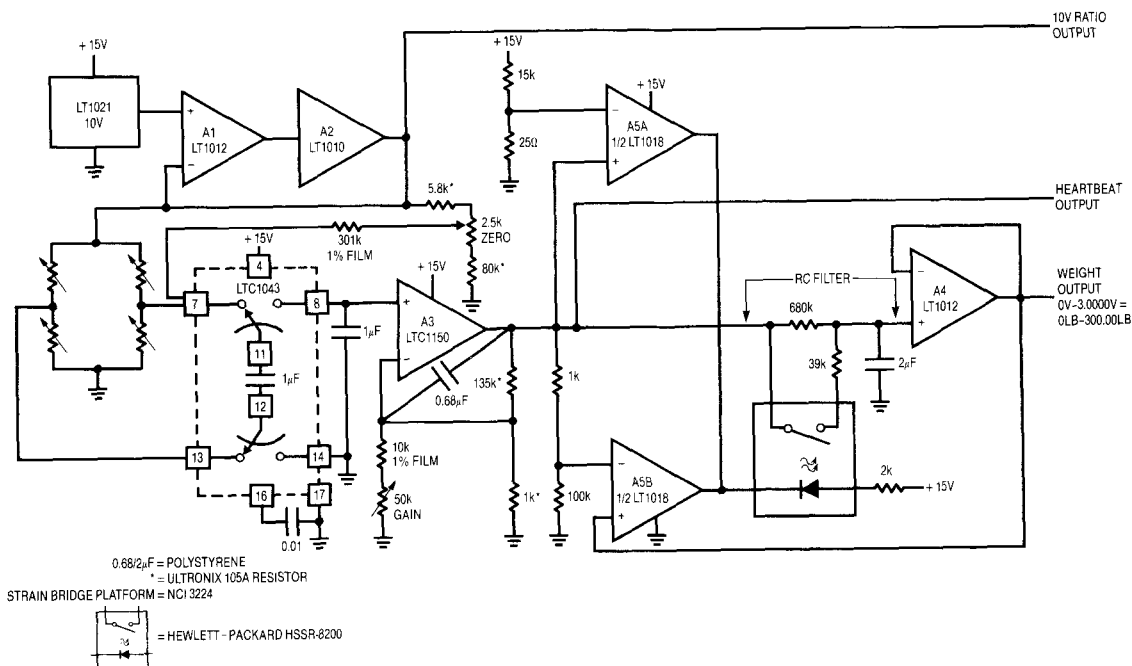 10V RATIO
OUTPUT
+ 15V
LT1021
10V
+
−
A1
LT1012
A2
LT1010
+ 15V
15k
25Ω
−
+
+ 15V
A5A
1/2 LT1018
HEARTBEAT
OUTPUT
5.8k*
2.5k
ZERO
301k
1% FILM
80k*
+ 15V
4
LTC1043
7
8
11
1µF
12
13
14
16
17
0.01
1µF
+15V
+
−
A3
LTC1150
0.68µF
135k*
10k
1% FILM
50k
GAIN
1k*
1k
100k
−
+
A5B
1/2 LT1018
RC FILTER
680k
39k
2µF
2k
+ 15V
−
+
A4
LT1012
WEIGHT
OUTPUT
0V–3.0000V =
0LB–300.00LB
0.68/2µF = POLYSTYRENE
* = ULTRONIX 105A RESISTOR
STRAIN BRIDGE PLATFORM = NCI 3224
= HEWLETT - PACKARD HSSR-8200